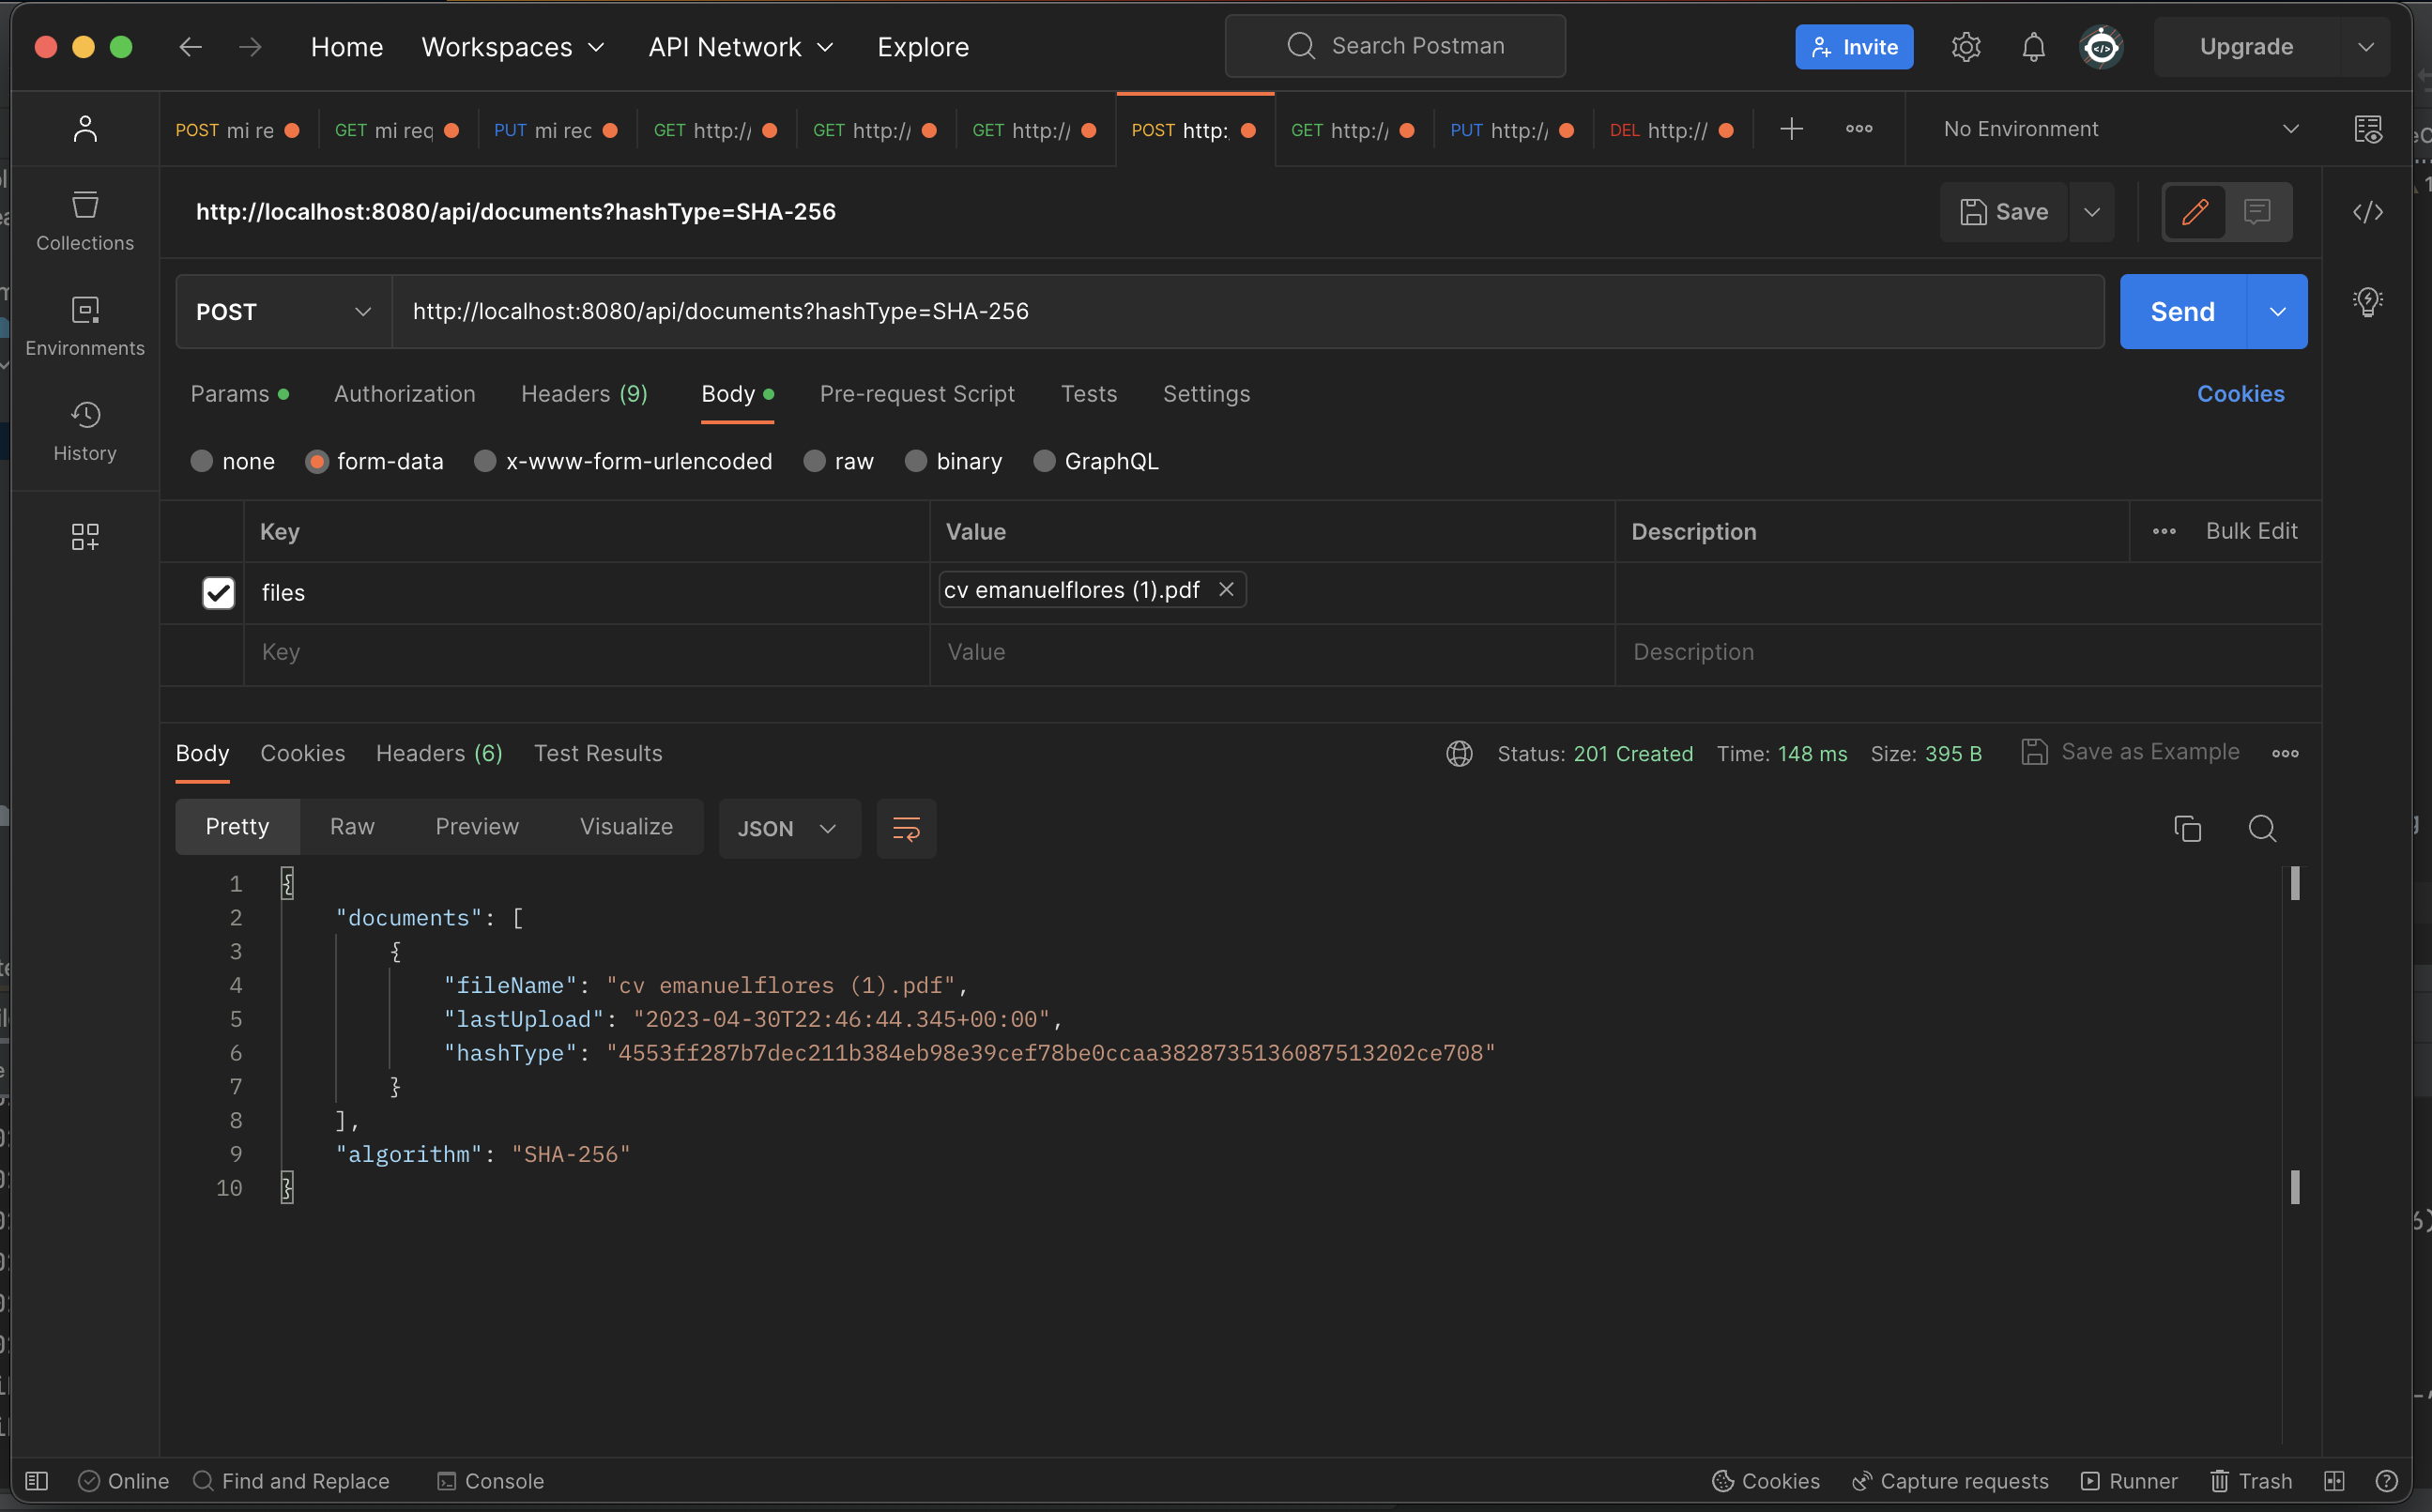 Home Workspaces API Network Explore Search Postman Invite Upgrade
POST mi re GET mi req PUT mi rec GET http:// GET http:// GET http:// POST http: GET http:// PUT http:// DEL http:// No Environment
http://localhost:8080/api/documents?hashType=SHA-256 Save
Collections
POST http://localhost:8080/api/documents?hashType=SHA-256 Send
Environments
Params Authorization Headers (9) Body Pre-request Script Tests Settings Cookies
History
none form-data x-www-form-urlencoded raw binary GraphQL
Key Value Description Bulk Edit
files cv emanuelflores (1).pdf
Key Value Description
Body Cookies Headers (6) Test Results Status: 201 Created Time: 148 ms Size: 395 B Save as Example
Pretty Raw Preview Visualize JSON
1 {
2 "documents": [
3 {
4 "fileName": "cv emanuelflores (1).pdf",
5 "lastUpload": "2023-04-30T22:46:44.345+00:00",
6 "hashType": "4553ff287b7dec211b384eb98e39cef78be0ccaa3828735136087513202ce708"
7 }
8 ],
9 "algorithm": "SHA-256"
10 }
Online Find and Replace Console Cookies Capture requests Runner Trash